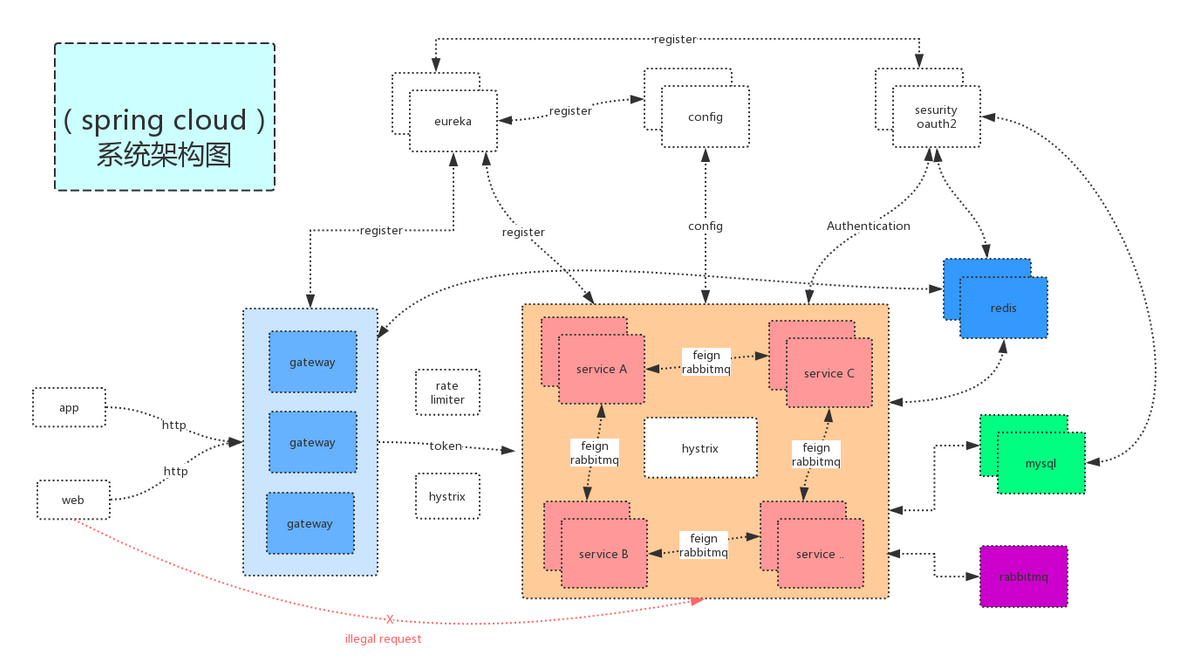 register
( spring cloud )
系统架构图
eureka
register
config
sesurity
oauth2
register
register
config
Authentication
redis
gateway
gateway
gateway
app
http
web
http
rate
limiter
token
hystrix
service A
feign
rabbitmq
service C
feign
rabbitmq
hystrix
feign
rabbitmq
service B
feign
rabbitmq
service ..
mysql
rabbitmq
X
illegal request